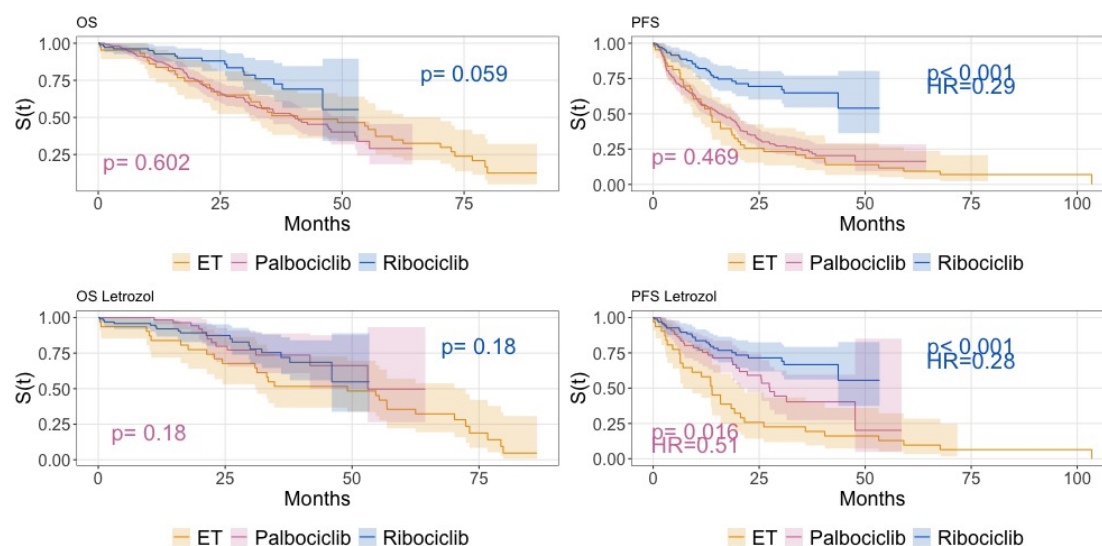 OS
1.00
0.75
0.50
0.25
S(t)
p= 0.059
p= 0.602
0 25 50 75
Months
ET Palbociclib Ribociclib
PFS
1.00
0.75
0.50
0.25
0.00
S(t)
p< 0.001
HR=0.29
p= 0.469
0 25 50 75 100
Months
ET Palbociclib Ribociclib
OS Letrozol
1.00
0.75
0.50
0.25
0.00
S(t)
p= 0.18
p= 0.18
0 25 50 75
Months
ET Palbociclib Ribociclib
PFS Letrozol
1.00
0.75
0.50
0.25
0.00
S(t)
p< 0.001
HR=0.28
p= 0.016
HR=0.51
0 25 50 75 100
Months
ET Palbociclib Ribociclib